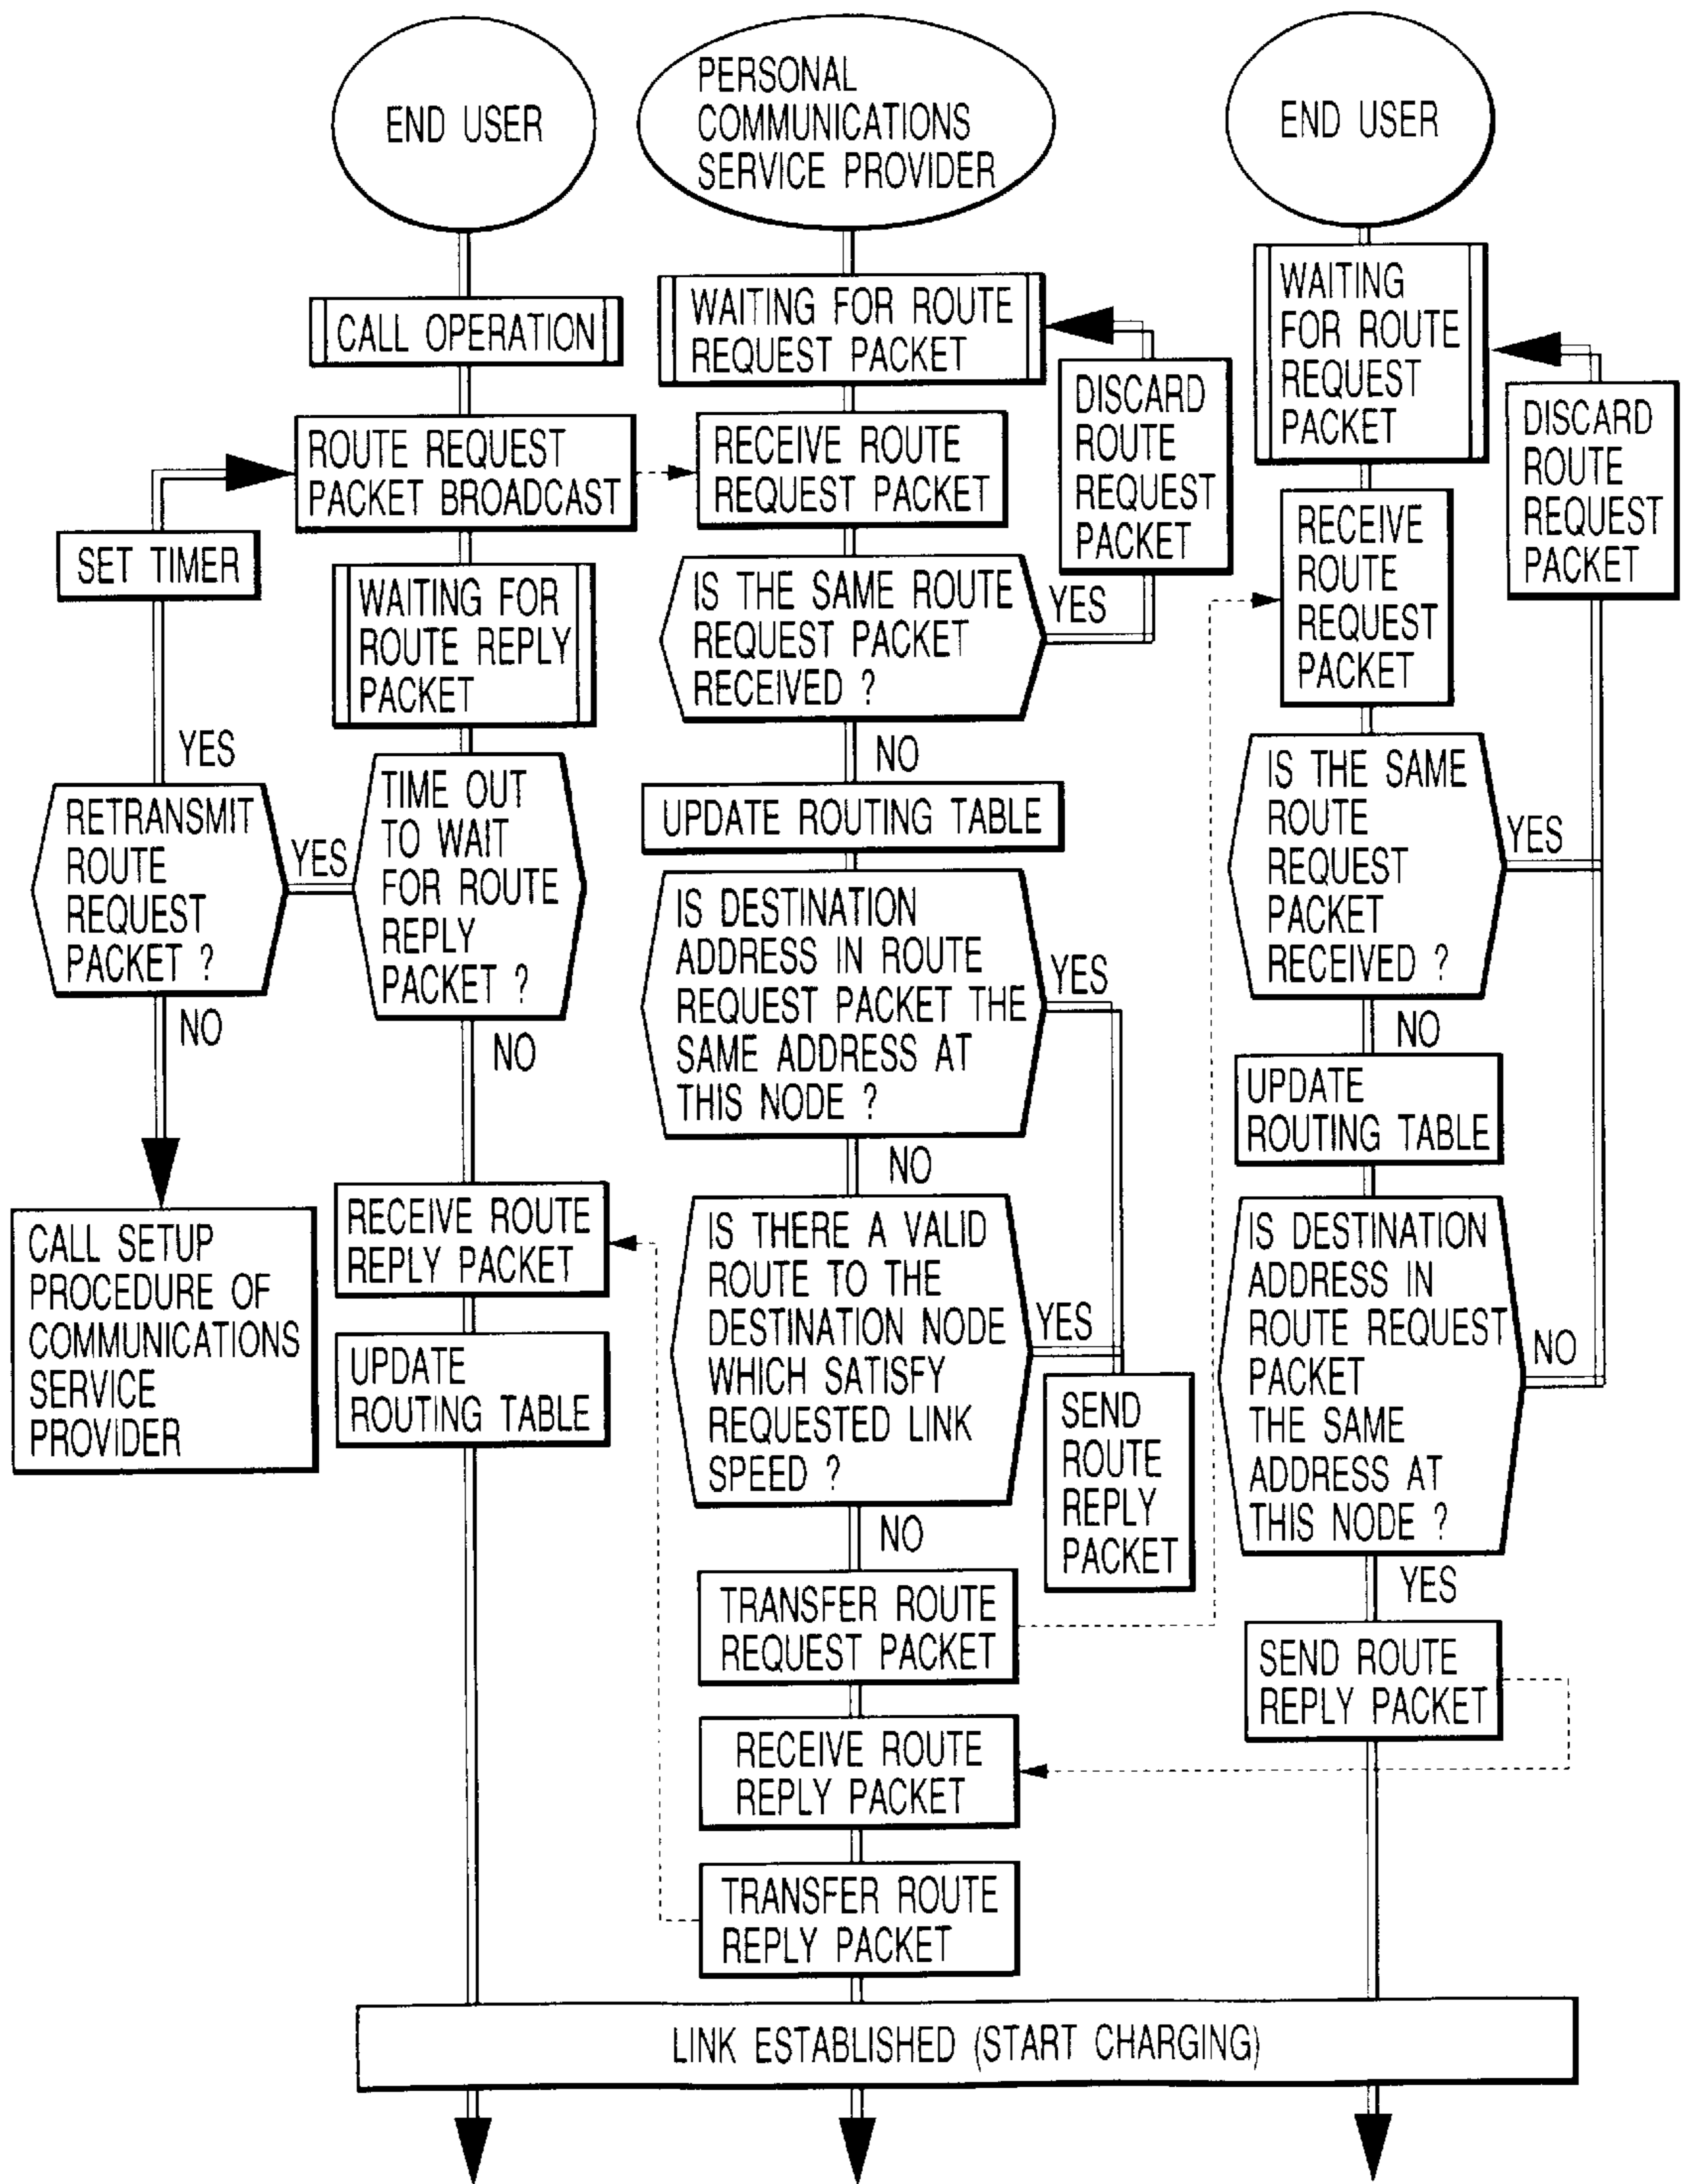 END USER
CALL OPERATION
ROUTE REQUEST
PACKET BROADCAST
SET TIMER
WAITING FOR
ROUTE REPLY
PACKET
YES
RETRANSMIT
ROUTE
REQUEST
PACKET ?
YES
TIME OUT
TO WAIT
FOR ROUTE
REPLY
PACKET ?
NO
NO
CALL SETUP
PROCEDURE OF
COMMUNICATIONS
SERVICE
PROVIDER
RECEIVE ROUTE
REPLY PACKET
UPDATE
ROUTING TABLE
PERSONAL
COMMUNICATIONS
SERVICE PROVIDER
WAITING FOR ROUTE
REQUEST PACKET
DISCARD
ROUTE
REQUEST
PACKET
RECEIVE ROUTE
REQUEST PACKET
IS THE SAME ROUTE
REQUEST PACKET
RECEIVED ?
YES
NO
UPDATE ROUTING TABLE
IS DESTINATION
ADDRESS IN ROUTE
REQUEST PACKET THE
SAME ADDRESS AT
THIS NODE ?
YES
NO
IS THERE A VALID
ROUTE TO THE
DESTINATION NODE
WHICH SATISFY
REQUESTED LINK
SPEED ?
YES
SEND
ROUTE
REPLY
PACKET
NO
TRANSFER ROUTE
REQUEST PACKET
RECEIVE ROUTE
REPLY PACKET
TRANSFER ROUTE
REPLY PACKET
END USER
WAITING
FOR ROUTE
REQUEST
PACKET
DISCARD
ROUTE
REQUEST
PACKET
RECEIVE
ROUTE
REQUEST
PACKET
IS THE SAME
ROUTE
REQUEST
PACKET
RECEIVED ?
YES
NO
UPDATE
ROUTING TABLE
IS DESTINATION
ADDRESS IN
ROUTE REQUEST
PACKET
THE SAME
ADDRESS AT
THIS NODE ?
NO
YES
SEND ROUTE
REPLY PACKET
LINK ESTABLISHED (START CHARGING)